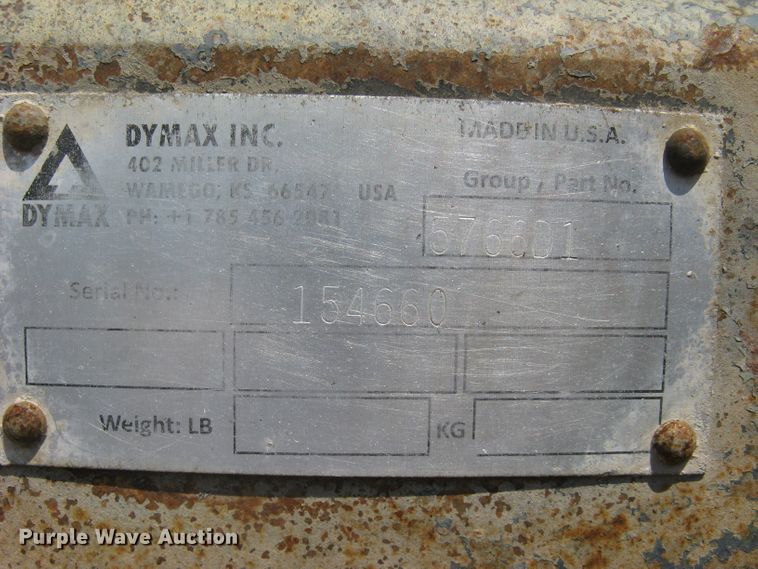 DYMAX INC.
402 MILLER DR.
WAMEGO, KS 66547 USA
PH: +1 785 456 2081
DYMAX
MADE IN U.S.A.
Group / Part No.
5766D1
Serial No.:
154660
Weight: LB
KG
Purple Wave Auction